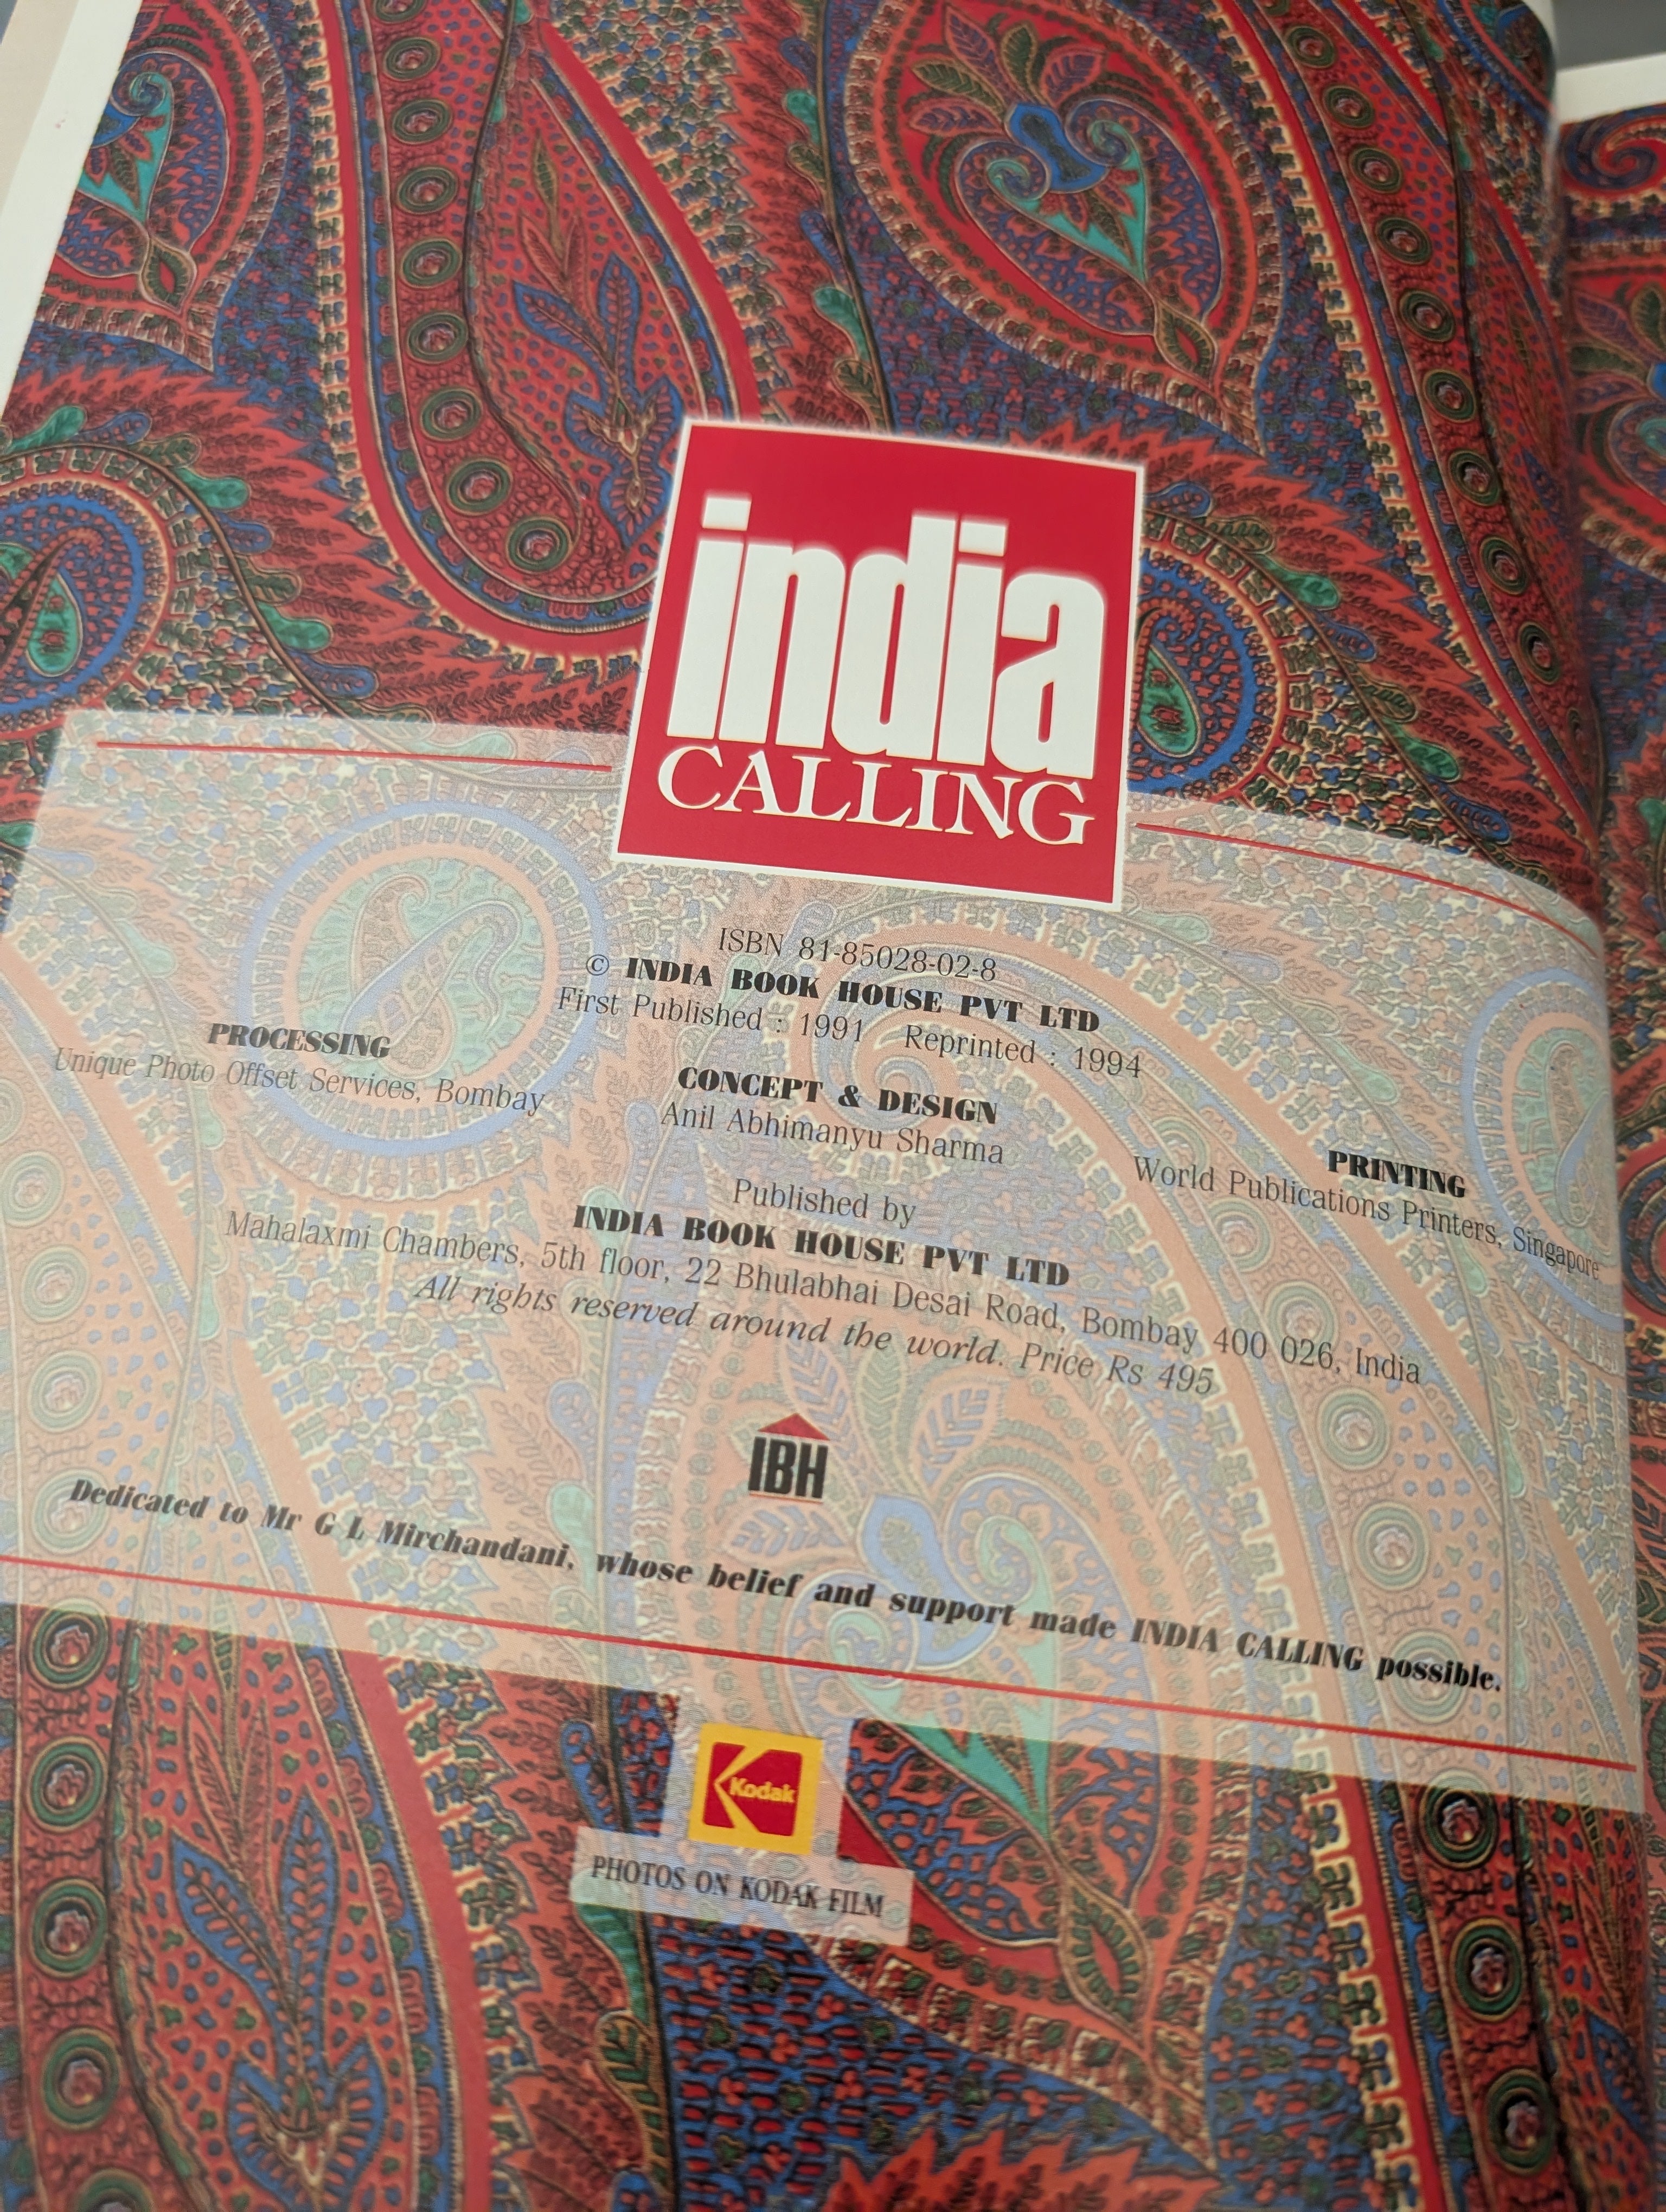 india
CALLING
ISBN 81-85028-02-8
© INDIA BOOK HOUSE PVT LTD
First Published : 1991 Reprinted : 1994
PROCESSING
Unique Photo Offset Services, Bombay
CONCEPT & DESIGN
Anil Abhimanyu Sharma
PRINTING
World Publications Printers, Singapore
Published by
INDIA BOOK HOUSE PVT LTD
Mahalaxmi Chambers, 5th floor, 22 Bhulabhai Desai Road, Bombay 400 026, India
All rights reserved around the world. Price Rs 495
IBH
Dedicated to Mr G L Mirchandani, whose belief and support made INDIA CALLING possible.
Kodak
PHOTOS ON KODAK FILM